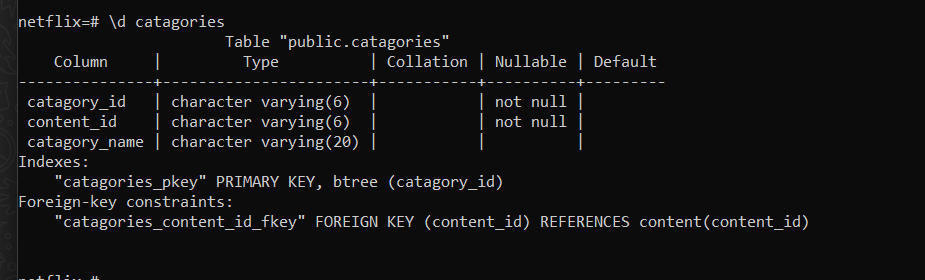 netflix=# \d catagories
Table "public.catagories"
Column | Type | Collation | Nullable | Default
---------------+-----------------------+-----------+----------+---------
catagory_id | character varying(6) | | not null |
content_id | character varying(6) | | not null |
catagory_name | character varying(20) | | |
Indexes:
"catagories_pkey" PRIMARY KEY, btree (catagory_id)
Foreign-key constraints:
"catagories_content_id_fkey" FOREIGN KEY (content_id) REFERENCES content(content_id)
netflix=#